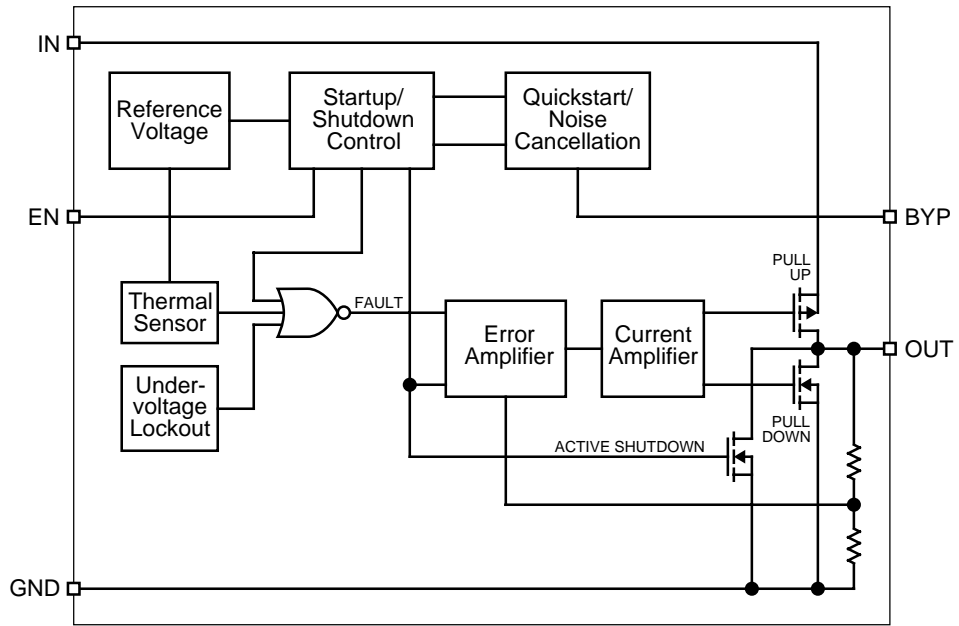 IN
Reference
Voltage
Startup/
Shutdown
Control
Quickstart/
Noise
Cancellation
EN
BYP
PULL
UP
Thermal
Sensor
FAULT
Error
Amplifier
Current
Amplifier
OUT
Under-
voltage
Lockout
PULL
DOWN
ACTIVE SHUTDOWN
GND